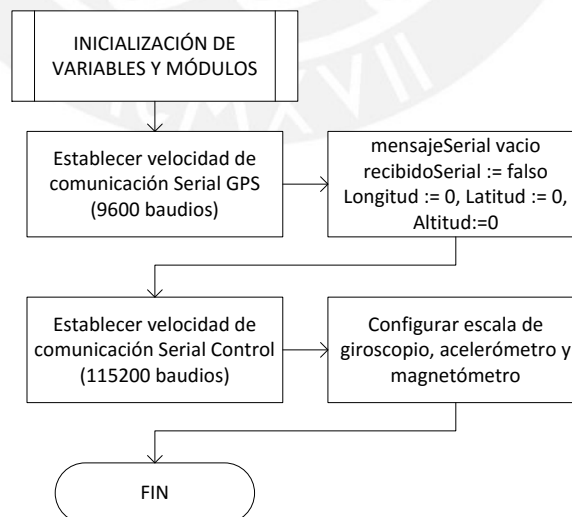 INICIALIZACIÓN DE
VARIABLES Y MÓDULOS
Establecer velocidad de
comunicación Serial GPS
(9600 baudios)
mensajeSerial vacio
recibidoSerial := falso
Longitud := 0, Latitud := 0,
Altitud:=0
Establecer velocidad de
comunicación Serial Control
(115200 baudios)
Configurar escala de
giroscopio, acelerómetro y
magnetómetro
FIN